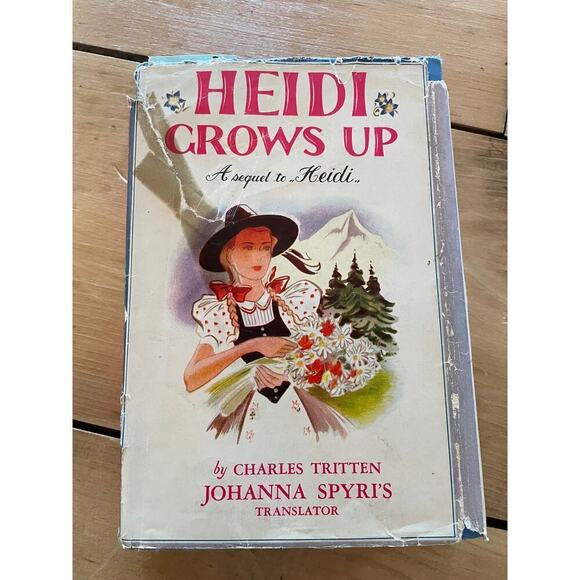 HEIDI
GROWS UP
A sequel to „Heidi„
by CHARLES TRITTEN
JOHANNA SPYRI'S
TRANSLATOR